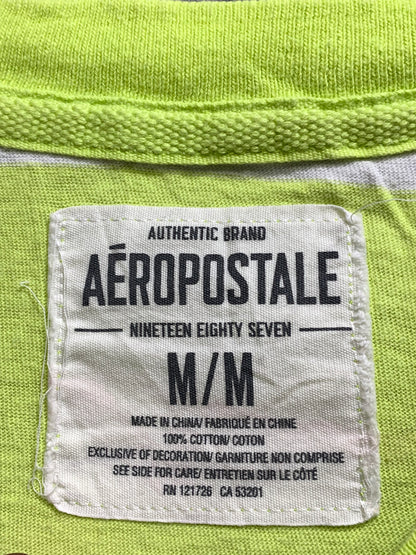 AUTHENTIC BRAND
AÉROPOSTALE
NINETEEN EIGHTY SEVEN
M/M
MADE IN CHINA/ FABRIQUÉ EN CHINE
100% COTTON/ COTON
EXCLUSIVE OF DECORATION/ GARNITURE NON COMPRISE
SEE SIDE FOR CARE/ ENTRETIEN SUR LE CÔTÉ
RN 121726 CA 53201